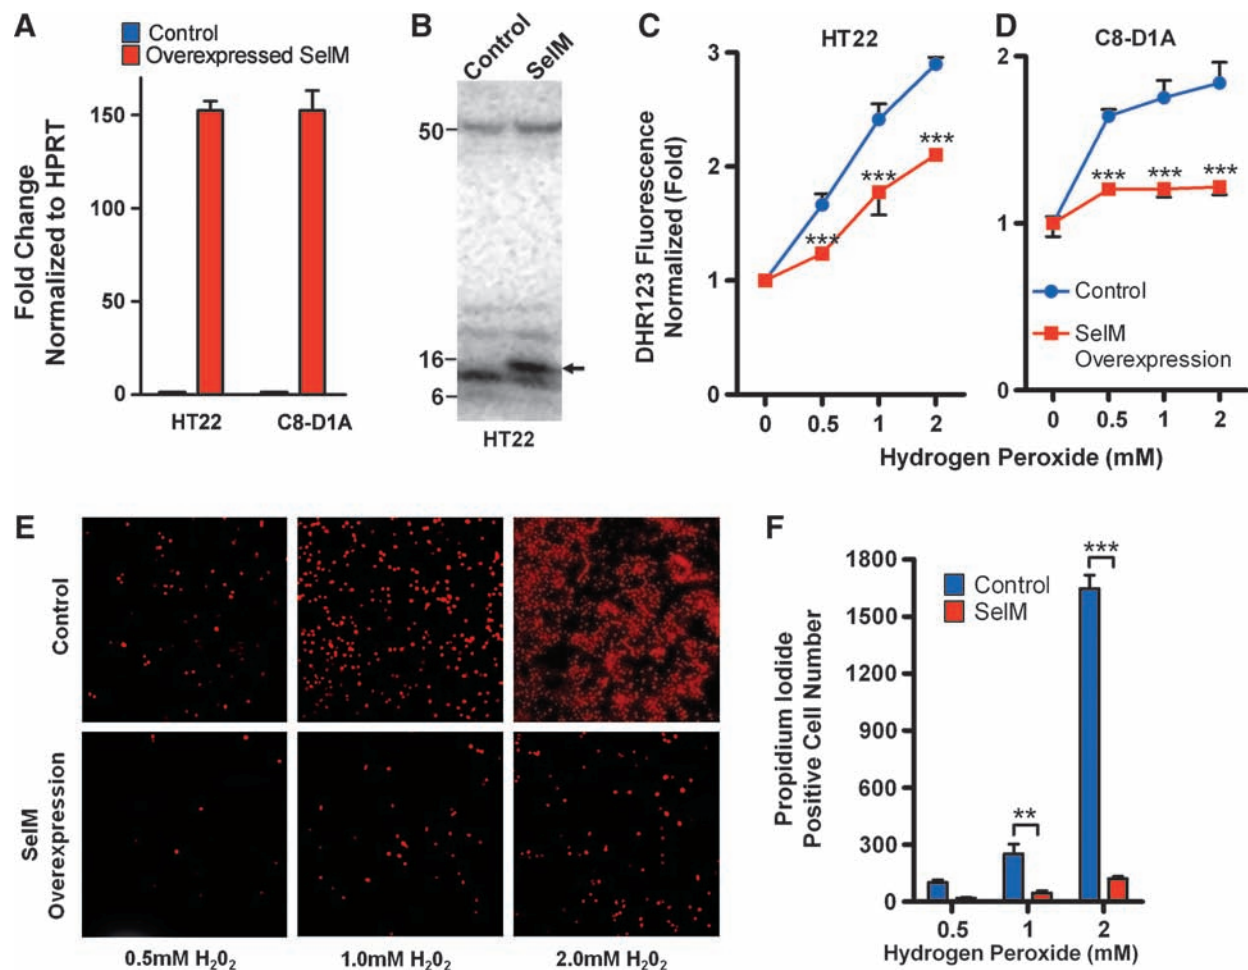 A
Control
Overexpressed SelM
Fold Change
Normalized to HPRT
150
100
50
0
HT22
C8-D1A
B
Control
SelM
50
16
6
HT22
C
HT22
DHR123 Fluorescence
Normalized (Fold)
3
2
1
0
***
***
***
0
0.5
1
2
D
C8-D1A
2
1
0
***
***
***
Control
SelM
Overexpression
0
0.5
1
2
Hydrogen Peroxide (mM)
E
Control
SelM
Overexpression
0.5mM H₂O₂
1.0mM H₂O₂
2.0mM H₂O₂
F
Control
SelM
Propidium Iodide
Positive Cell Number
1800
1500
1200
900
600
300
0
**
***
0.5
1
2
Hydrogen Peroxide (mM)